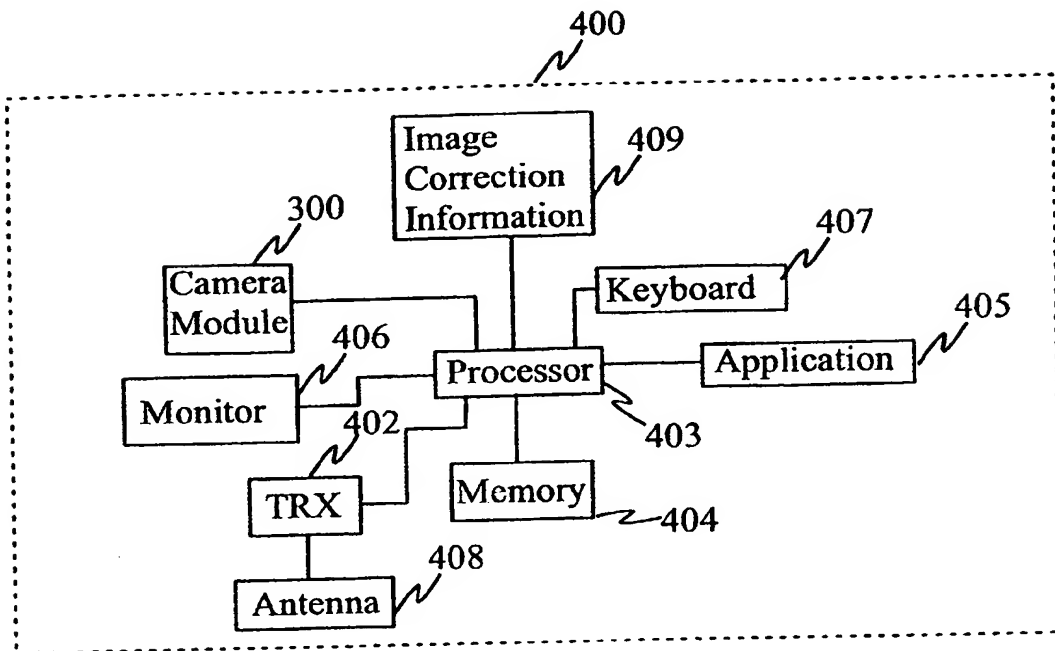 400
Image
Correction
Information
409
300
Camera
Module
407
Keyboard
405
Application
406
Monitor
Processor
403
402
TRX
Memory
404
408
Antenna